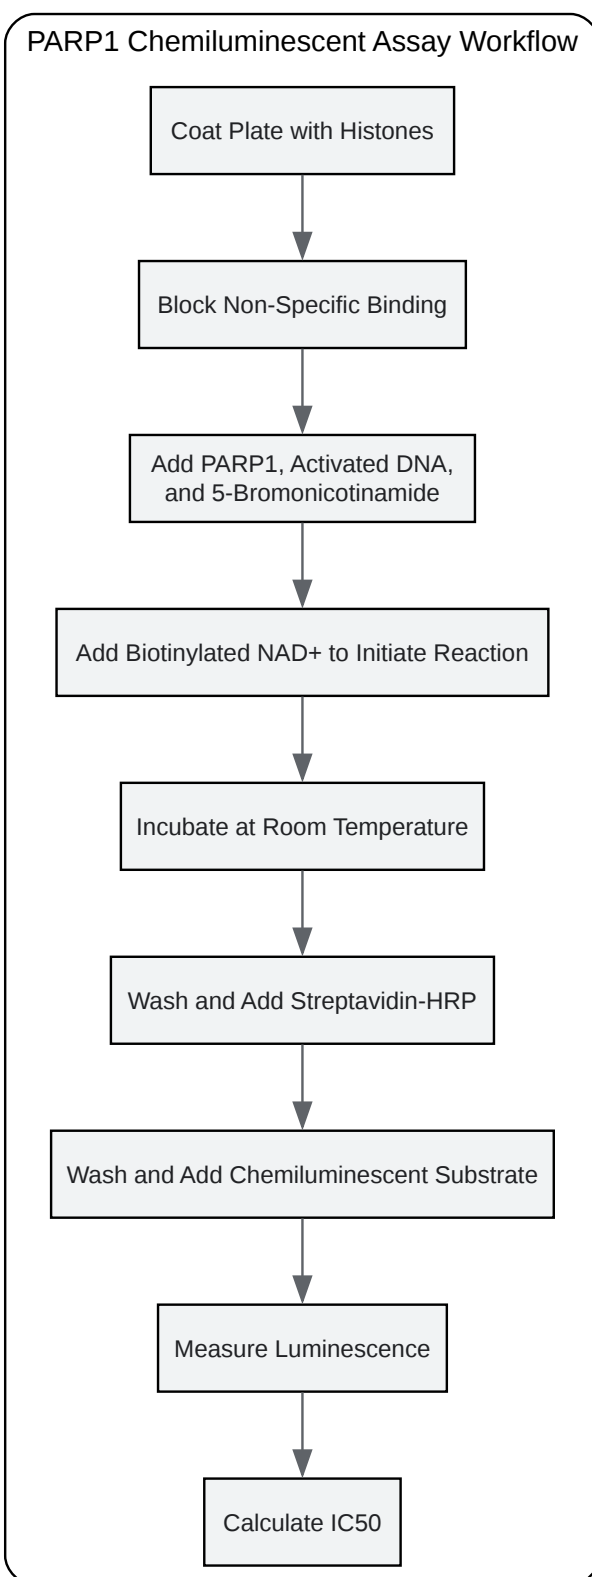 PARP1 Chemiluminescent Assay Workflow
Coat Plate with Histones
Block Non-Specific Binding
Add PARP1, Activated DNA,
and 5-Bromonicotinamide
Add Biotinylated NAD+ to Initiate Reaction
Incubate at Room Temperature
Wash and Add Streptavidin-HRP
Wash and Add Chemiluminescent Substrate
Measure Luminescence
Calculate IC50